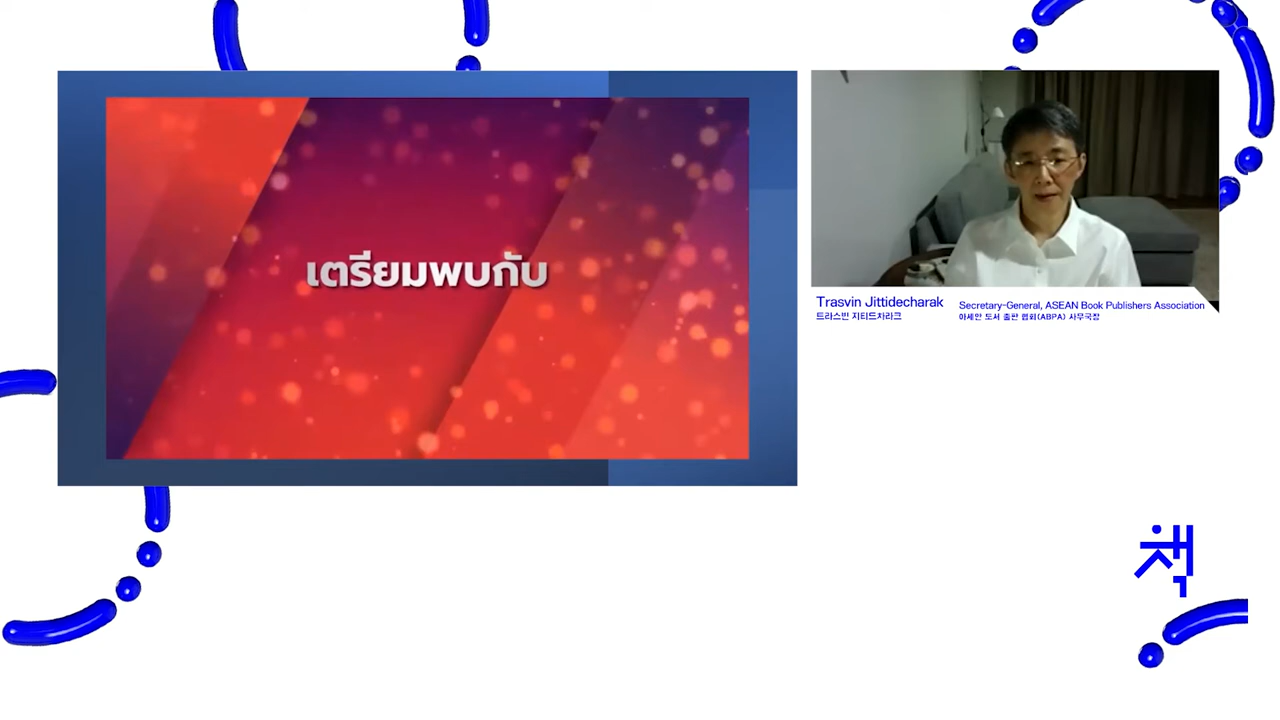 เตรียมพบกับ
Trasvin Jittidecharak
트라스빈 지티드차라크
Secretary-General, ASEAN Book Publishers Association
아세안 도서 출판 협회(ABPA) 사무국장
책